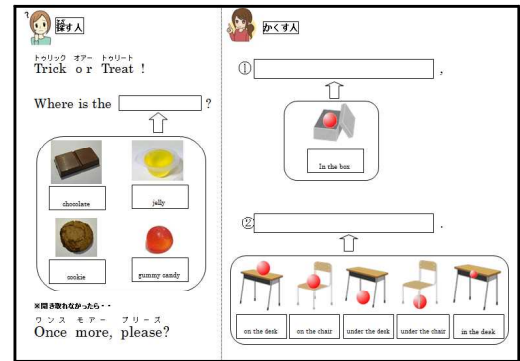 探す人
さが
トゥリック オアー トゥリート
Trick or Treat !
Where is the ?
chocolate
jelly
cookie
gummy candy
※聞き取れなかったら・・
ワンス モアー プリーズ
Once more, please?
かくす人
① ,
In the box
② .
on the desk
on the chair
under the desk
under the chair
in the desk